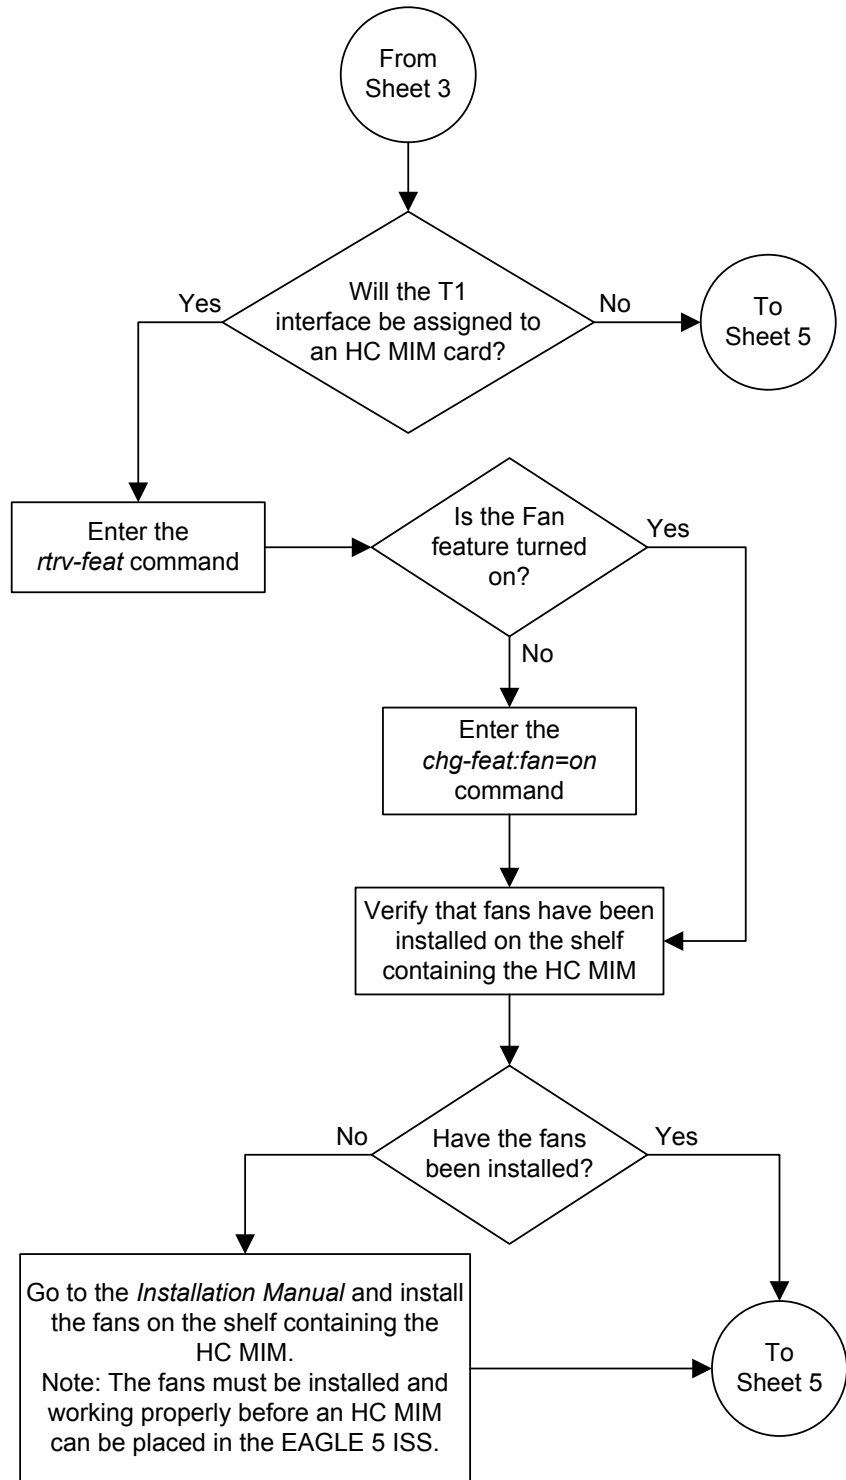 From
Sheet 3
Will the T1
interface be assigned to
an HC MIM card?
Yes
No
To
Sheet 5
Enter the
rtrv-feat command
Is the Fan
feature turned
on?
Yes
No
Enter the
chg-feat:fan=on
command
Verify that fans have been
installed on the shelf
containing the HC MIM
Have the fans
been installed?
No
Yes
Go to the Installation Manual and install
the fans on the shelf containing the
HC MIM.
Note: The fans must be installed and
working properly before an HC MIM
can be placed in the EAGLE 5 ISS.
To
Sheet 5